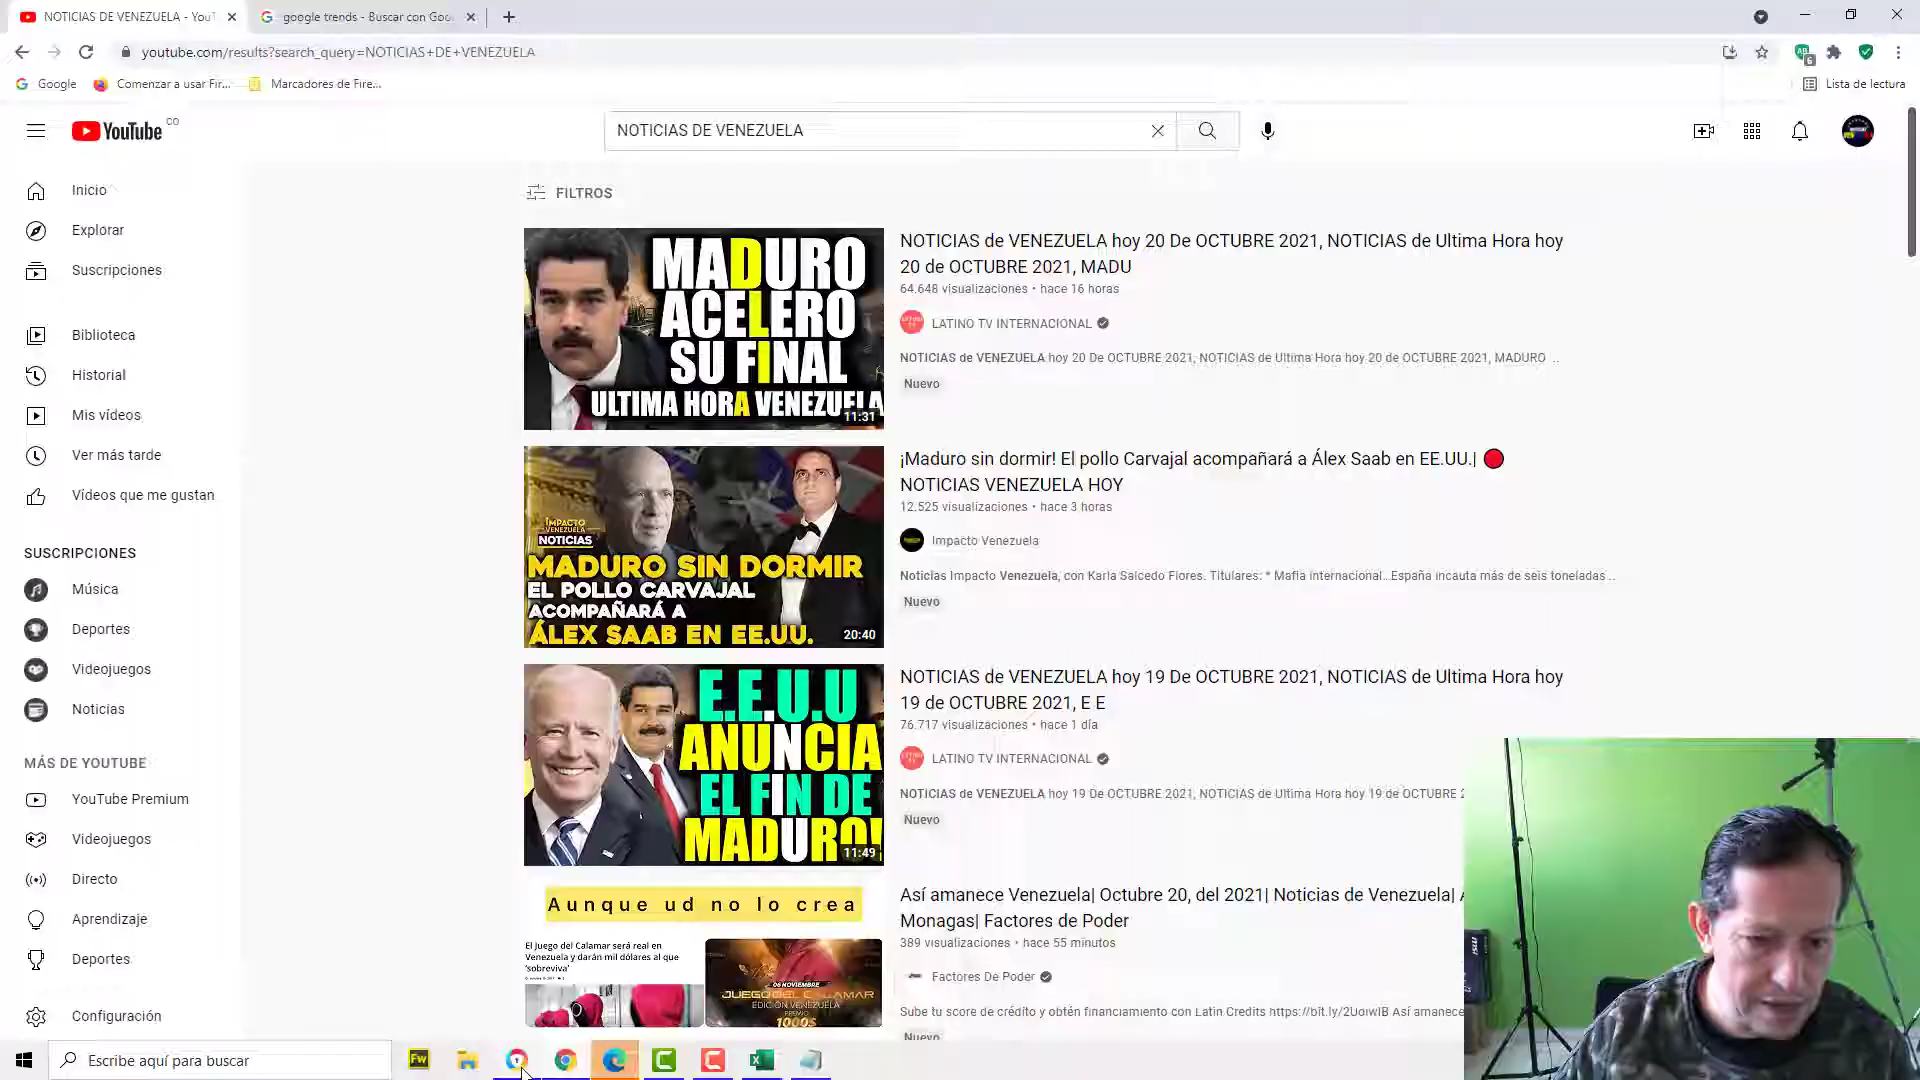 NOTICIAS DE VENEZUELA - YouT
google trends - Buscar con Goo
youtube.com/results?search_query=NOTICIAS+DE+VENEZUELA
Google
Comenzar a usar Fir...
Marcadores de Fire...
Lista de lectura
YouTube CO
NOTICIAS DE VENEZUELA
Inicio
Explorar
Suscripciones
Biblioteca
Historial
Mis vídeos
Ver más tarde
Vídeos que me gustan
SUSCRIPCIONES
Música
Deportes
Videojuegos
Noticias
MÁS DE YOUTUBE
YouTube Premium
Videojuegos
Directo
Aprendizaje
Deportes
Configuración
FILTROS
MADURO
ACELERO
SU FINAL
ULTIMA HORA VENEZUELA
11:31
NOTICIAS de VENEZUELA hoy 20 De OCTUBRE 2021, NOTICIAS de Ultima Hora hoy
20 de OCTUBRE 2021, MADU
64.648 visualizaciones • hace 16 horas
LATINO TV INTERNACIONAL
NOTICIAS de VENEZUELA hoy 20 De OCTUBRE 2021, NOTICIAS de Ultima Hora hoy 20 de OCTUBRE 2021, MADURO ...
Nuevo
IMPACTO
VENEZUELA
NOTICIAS
MADURO SIN DORMIR
EL POLLO CARVAJAL
ACOMPAÑARÁ A
ÁLEX SAAB EN EE.UU.
20:40
¡Maduro sin dormir! El pollo Carvajal acompañará a Álex Saab en EE.UU.|
NOTICIAS VENEZUELA HOY
12.525 visualizaciones • hace 3 horas
Impacto Venezuela
Noticias Impacto Venezuela, con Karla Salcedo Flores. Titulares: * Mafia internacional...España incauta más de seis toneladas ...
Nuevo
E.E.U.U
ANUNCIA
EL FIN DE
MADURO!
11:49
NOTICIAS de VENEZUELA hoy 19 De OCTUBRE 2021, NOTICIAS de Ultima Hora hoy
19 de OCTUBRE 2021, E E
76.717 visualizaciones • hace 1 día
LATINO TV INTERNACIONAL
NOTICIAS de VENEZUELA hoy 19 De OCTUBRE 2021, NOTICIAS de Ultima Hora hoy 19 de OCTUBRE 2
Nuevo
Aunque ud no lo crea
El Juego del Calamar será real en
Venezuela y darán mil dólares al que
'sobreviva'
06 NOVIEMBRE
JUEGO DEL CALAMAR
EDICIÓN VENEZUELA
PREMIO
1000$
Así amanece Venezuela| Octubre 20, del 2021| Noticias de Venezuela| A
Monagas| Factores de Poder
389 visualizaciones • hace 55 minutos
Factores De Poder
Sube tu score de crédito y obtén financiamiento con Latin Credits https://bit.ly/2UoiwIB Así amanece
Nuevo
Escribe aquí para buscar
Fw
msi